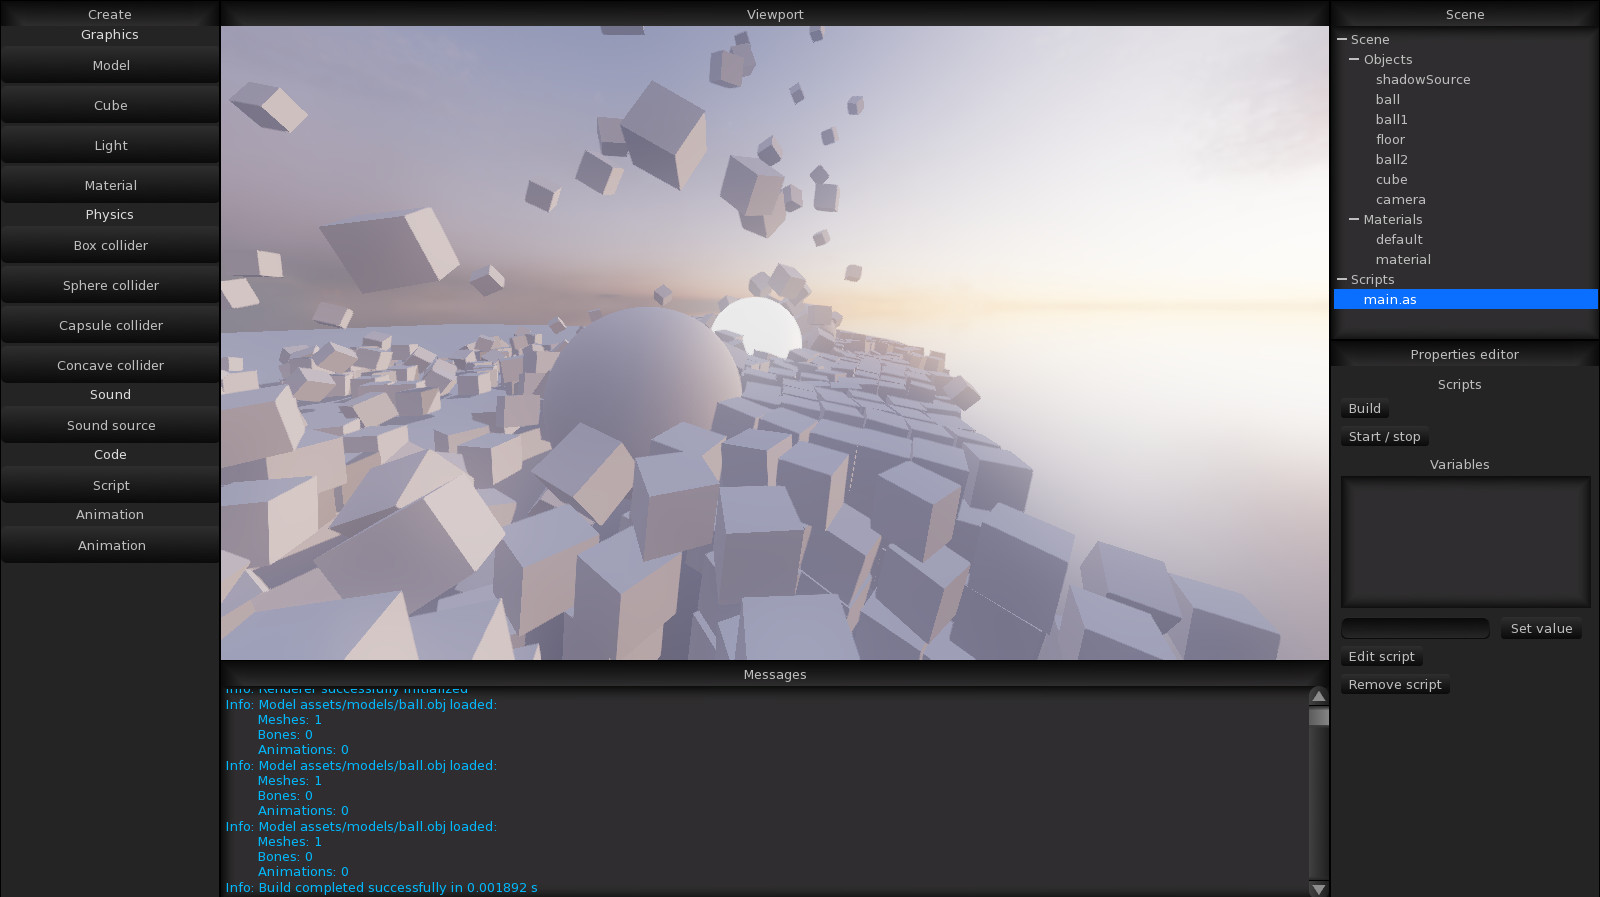 Create
Graphics
Model
Cube
Light
Material
Physics
Box collider
Sphere collider
Capsule collider
Concave collider
Sound
Sound source
Code
Script
Animation
Animation
Viewport
Messages
Info: Renderer successfully initialized
Info: Model assets/models/ball.obj loaded:
Meshes: 1
Bones: 0
Animations: 0
Info: Model assets/models/ball.obj loaded:
Meshes: 1
Bones: 0
Animations: 0
Info: Model assets/models/ball.obj loaded:
Meshes: 1
Bones: 0
Animations: 0
Info: Build completed successfully in 0.001892 s
Scene
Scene
Objects
shadowSource
ball
ball1
floor
ball2
cube
camera
Materials
default
material
Scripts
main.as
Properties editor
Scripts
Build
Start / stop
Variables
Set value
Edit script
Remove script